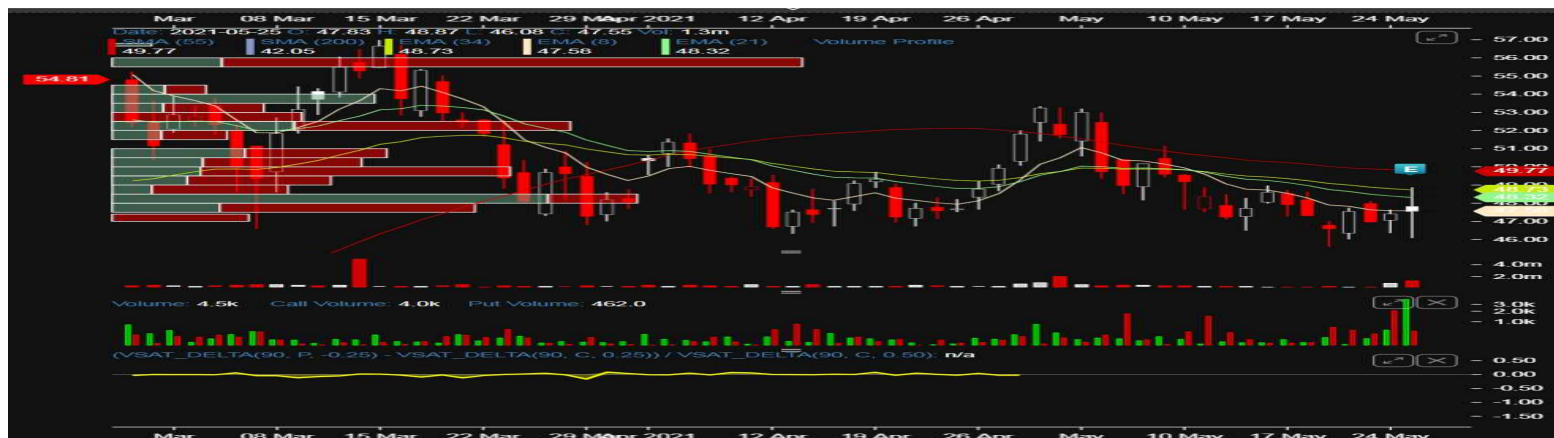 Mar 08 Mar 15 Mar 22 Mar 29 Mar Apr 2021 12 Apr 19 Apr 26 Apr May 10 May 17 May 24 May
Date: 2021-05-25 O: 47.83 H: 48.87 L: 46.08 C: 47.55 Vol: 1.3m
SMA (55) SMA (200) EMA (34) EMA (8) EMA (21) Volume Profile
49.77 42.05 48.73 47.58 48.32
57.00
56.00
54.81
55.00
54.00
53.00
52.00
51.00
E
49.77
48.73
48.32
47.00
46.00
4.0m
2.0m
Volume: 4.5k Call Volume: 4.0k Put Volume: 462.0
3.0k
2.0k
1.0k
(VSAT_DELTA(90, P, -0.25) - VSAT_DELTA(90, C, 0.25)) / VSAT_DELTA(90, C, 0.50): n/a
0.50
0.00
-0.50
-1.00
-1.50
Mar 08 Mar 15 Mar 22 Mar 29 Mar Apr 2021 12 Apr 19 Apr 26 Apr May 10 May 17 May 24 May